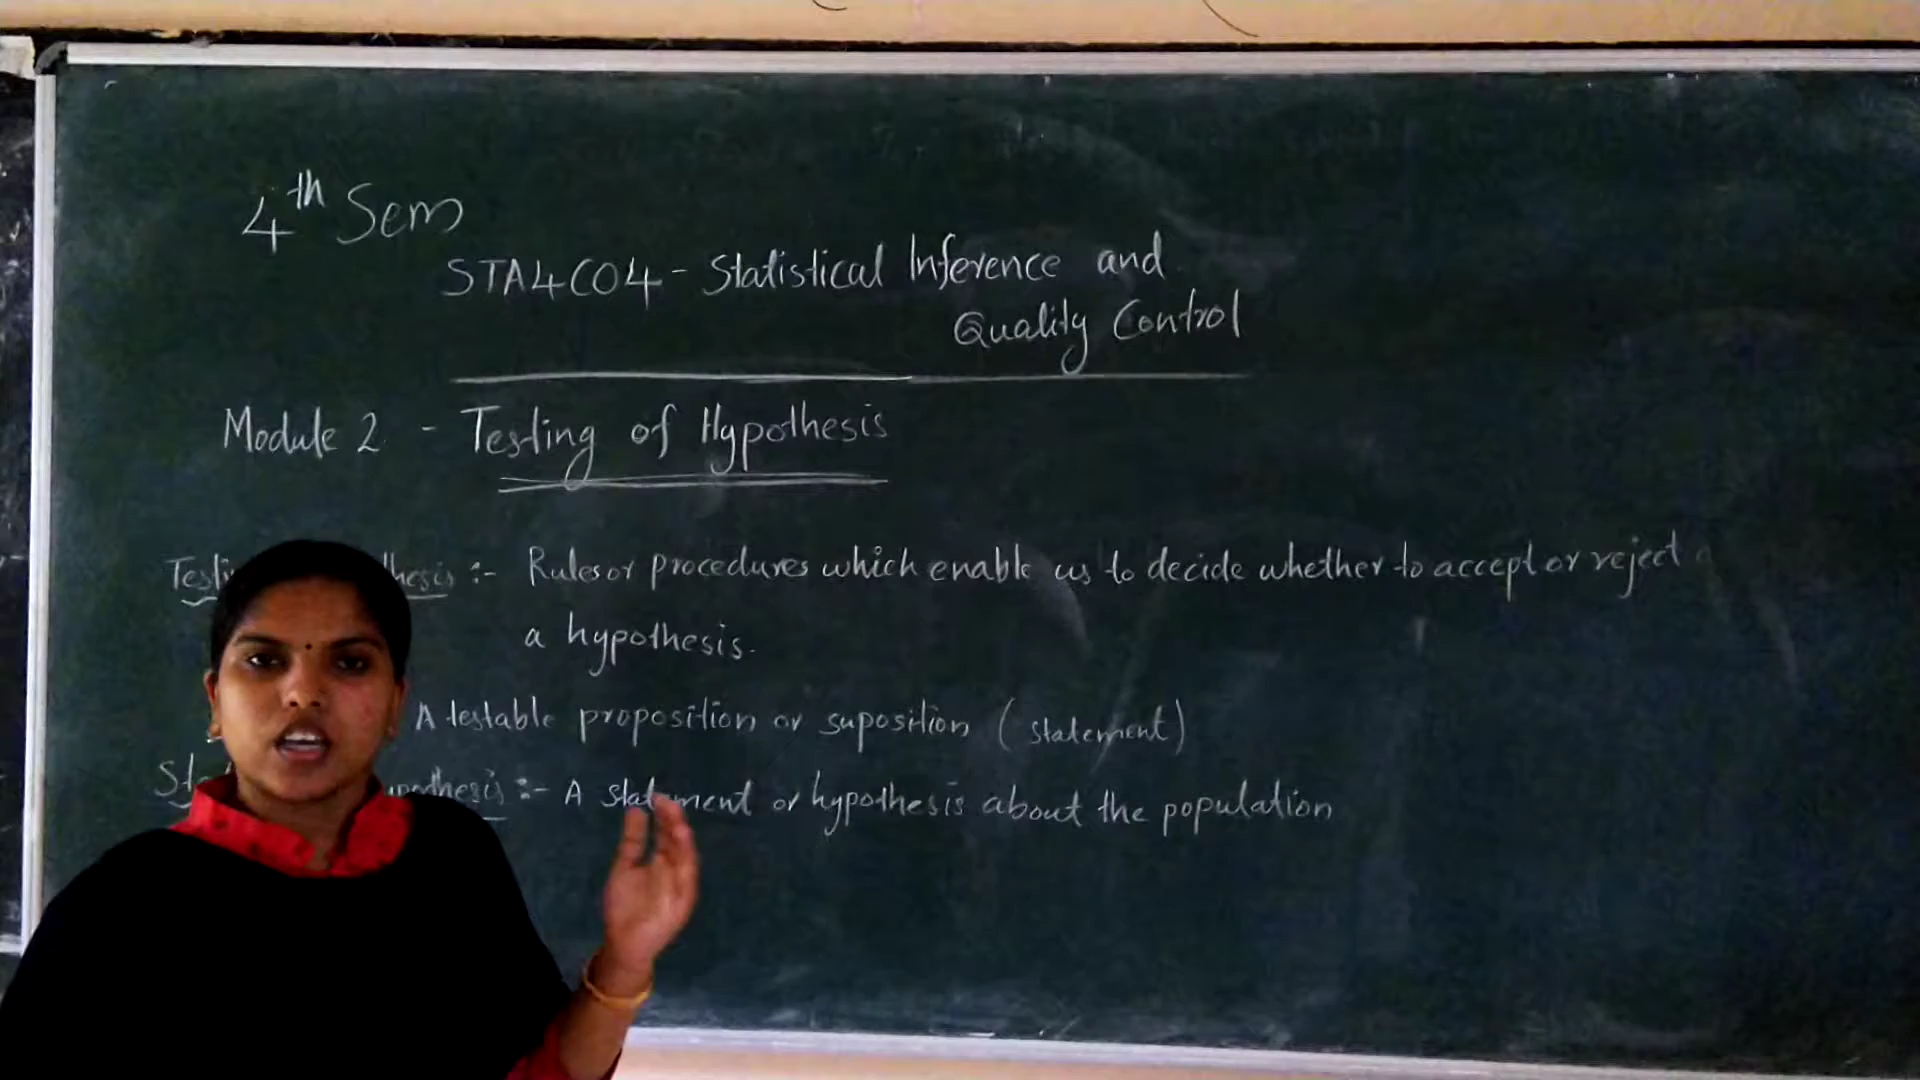 4th Sem
STA4C04 - Statistical Inference and
Quality Control
Module 2 - Testing of Hypothesis
:- Rules or procedures which enable us to decide whether to accept or reject
a hypothesis.
A testable proposition or suposition (statement)
:- A statement or hypothesis about the population